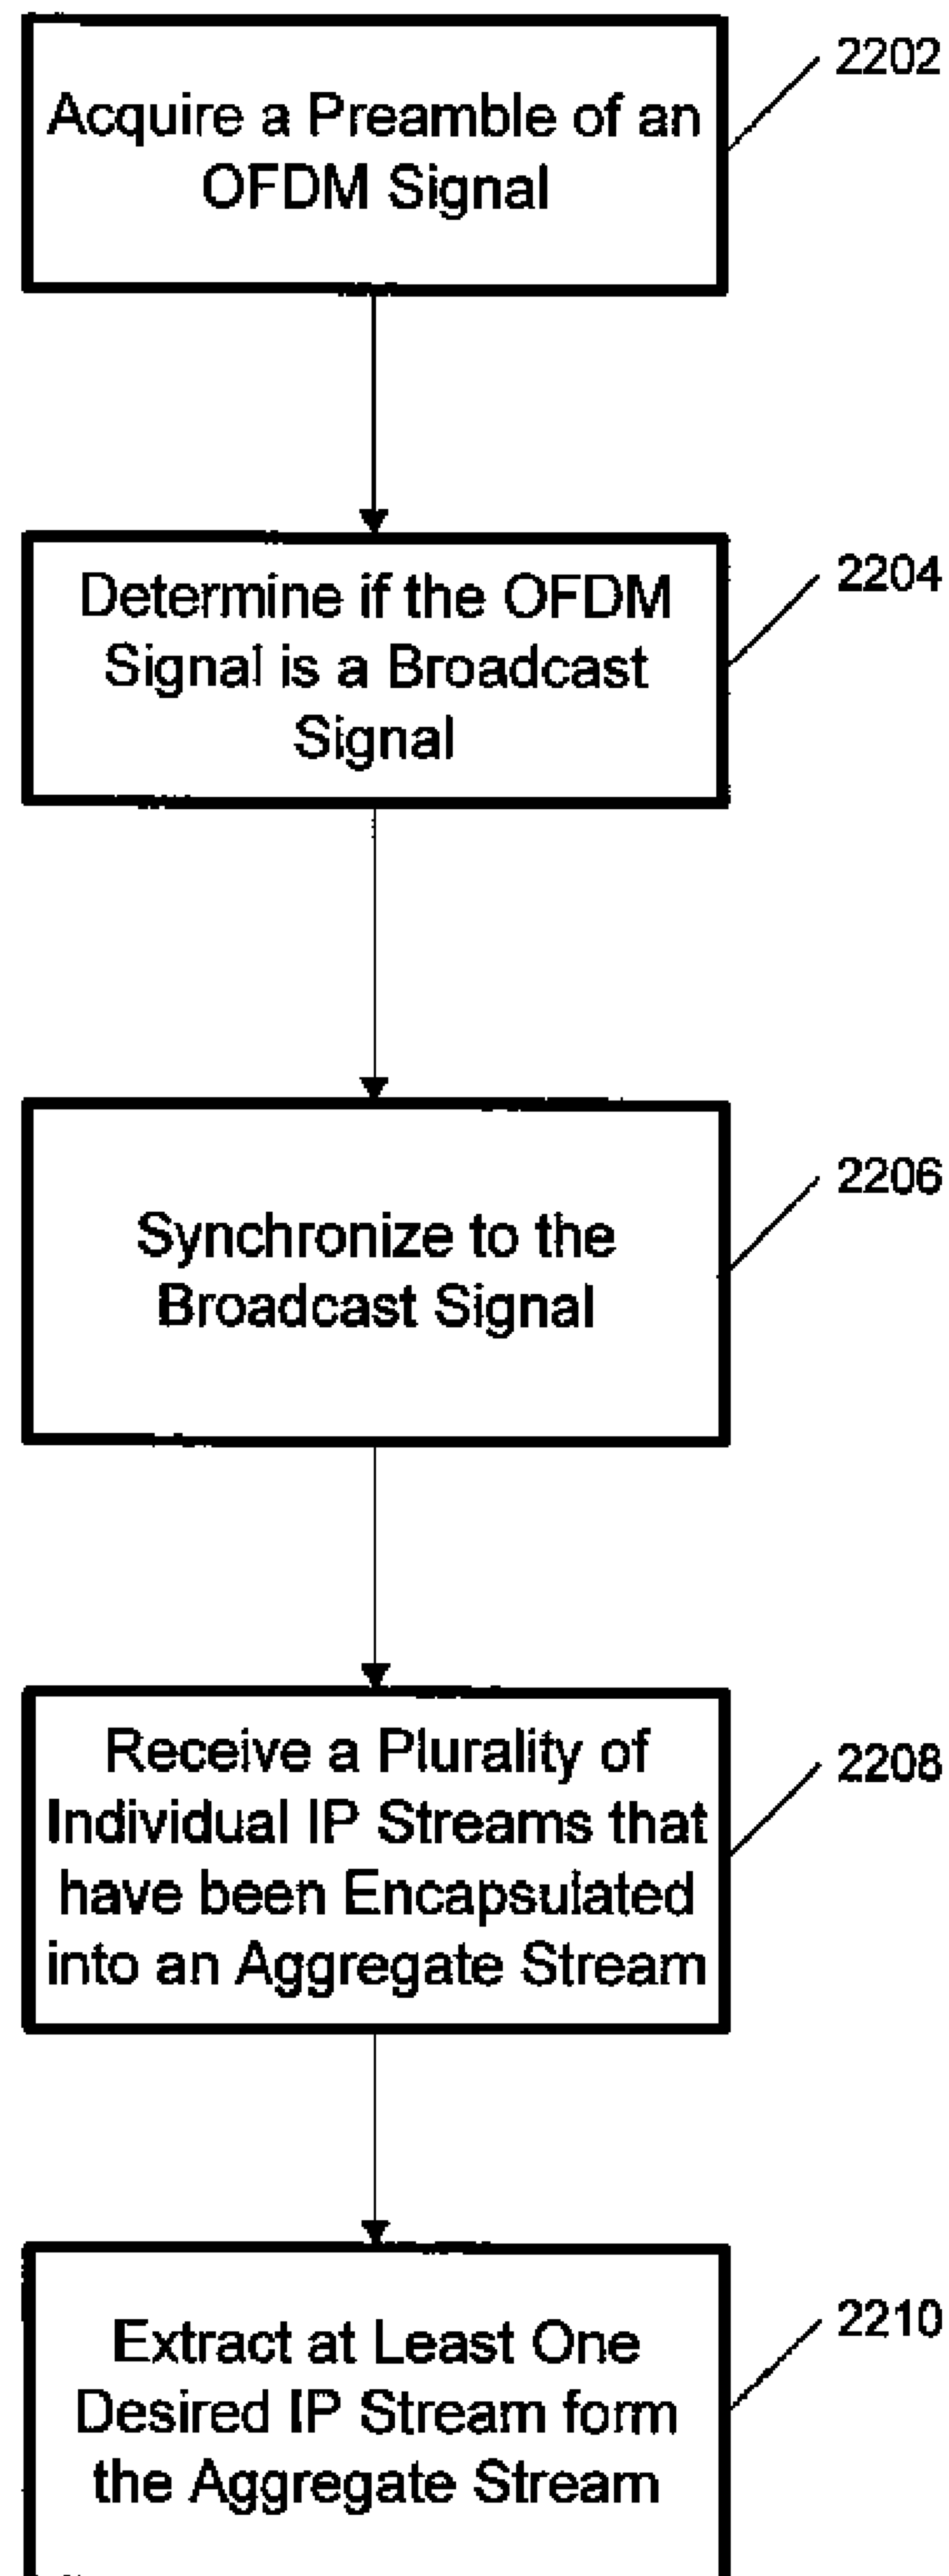 2202
Acquire a Preamble of an
OFDM Signal
2204
Determine if the OFDM
Signal is a Broadcast
Signal
2206
Synchronize to the
Broadcast Signal
2208
Receive a Plurality of
Individual IP Streams that
have been Encapsulated
into an Aggregate Stream
2210
Extract at Least One
Desired IP Stream form
the Aggregate Stream